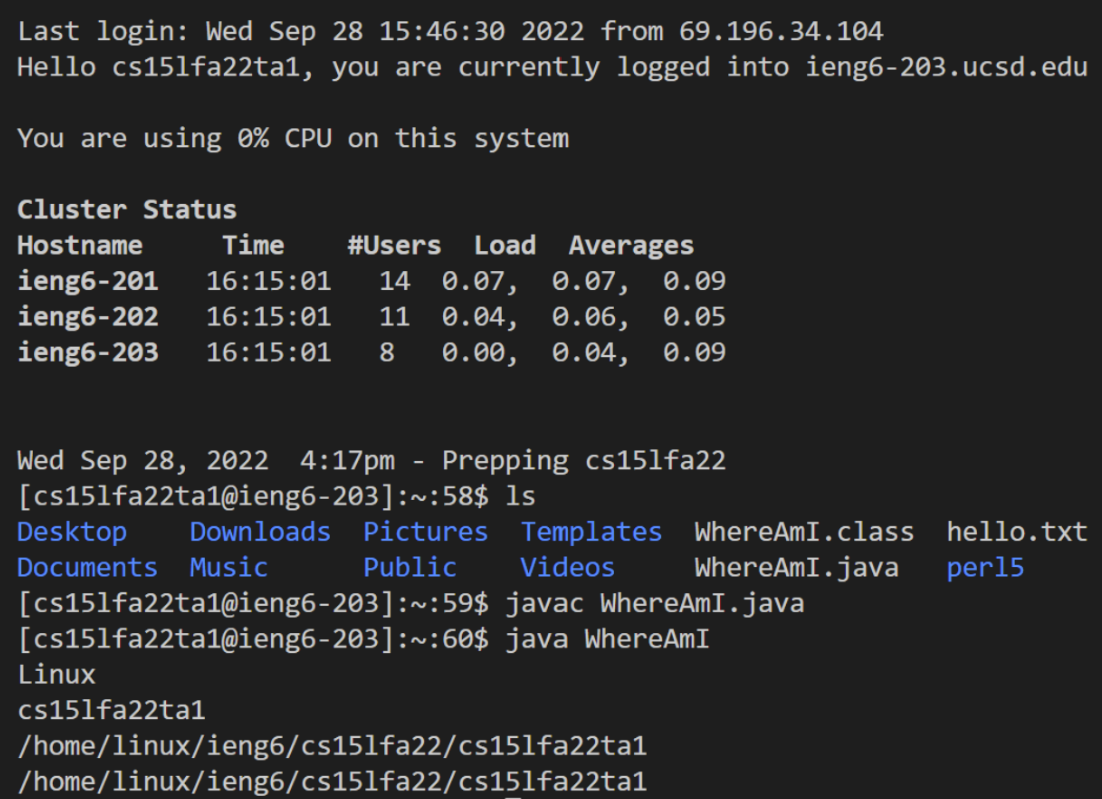 Last login: Wed Sep 28 15:46:30 2022 from 69.196.34.104
Hello cs15lfa22ta1, you are currently logged into ieng6-203.ucsd.edu
You are using 0% CPU on this system
Cluster Status
Hostname     Time    #Users  Load  Averages
ieng6-201   16:15:01   14  0.07,  0.07,  0.09
ieng6-202   16:15:01   11  0.04,  0.06,  0.05
ieng6-203   16:15:01   8   0.00,  0.04,  0.09
Wed Sep 28, 2022  4:17pm - Prepping cs15lfa22
[cs15lfa22ta1@ieng6-203]:~:58$ ls
Desktop    Downloads  Pictures  Templates  WhereAmI.class  hello.txt
Documents  Music      Public    Videos     WhereAmI.java   perl5
[cs15lfa22ta1@ieng6-203]:~:59$ javac WhereAmI.java
[cs15lfa22ta1@ieng6-203]:~:60$ java WhereAmI
Linux
cs15lfa22ta1
/home/linux/ieng6/cs15lfa22/cs15lfa22ta1
/home/linux/ieng6/cs15lfa22/cs15lfa22ta1